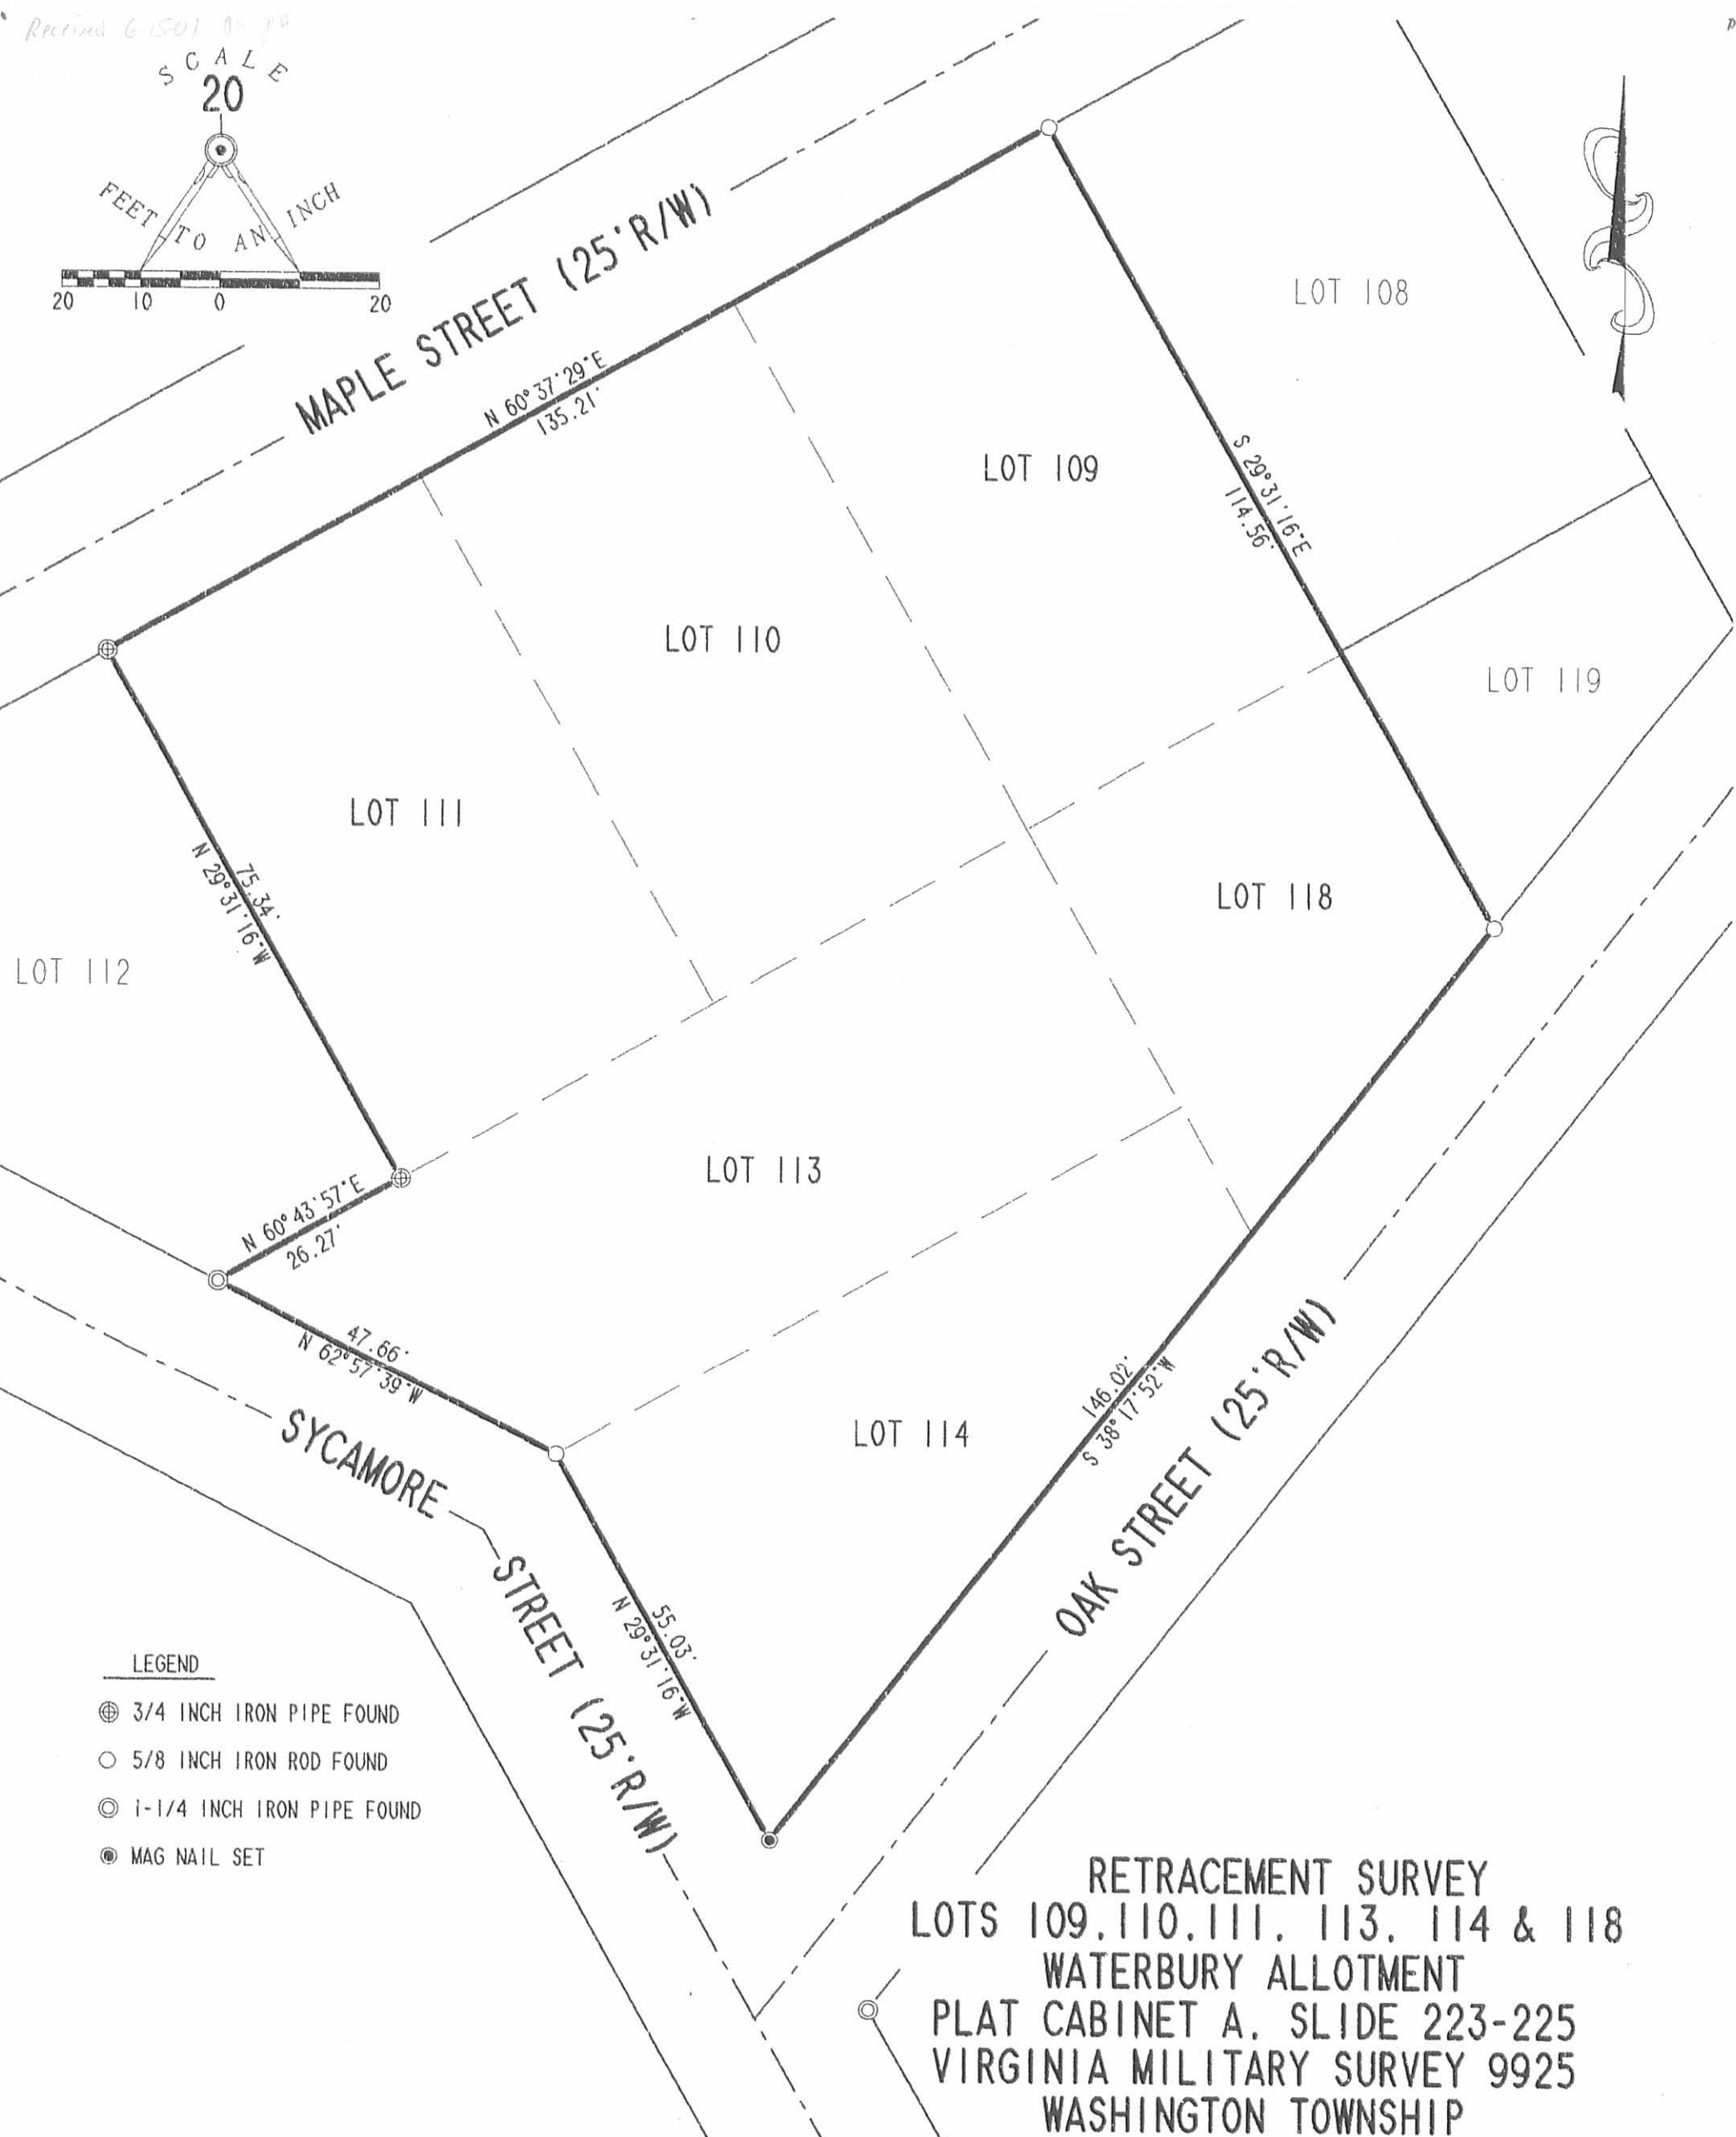 Received 6-15-01
SCALE
20
FEET TO AN INCH
20 10 0 20
MAPLE STREET (25'R/W)
N 60°37'29"E
135.21'
LOT 108
LOT 109
S 29°31'16"E
114.56'
LOT 110
LOT 119
LOT 111
75.34'
N 29°31'16"W
LOT 118
LOT 112
LOT 113
N 60°43'57"E
26.27'
47.66'
N 62°57'39"W
SYCAMORE
STREET (25'R/W)
LOT 114
146.02'
S 38°17'52"W
OAK STREET (25'R/W)
55.03'
N 29°31'16"W
LEGEND
3/4 INCH IRON PIPE FOUND
5/8 INCH IRON ROD FOUND
1-1/4 INCH IRON PIPE FOUND
MAG NAIL SET
RETRACEMENT SURVEY
LOTS 109.110.111. 113. 114 & 118
WATERBURY ALLOTMENT
PLAT CABINET A. SLIDE 223-225
VIRGINIA MILITARY SURVEY 9925
WASHINGTON TOWNSHIP